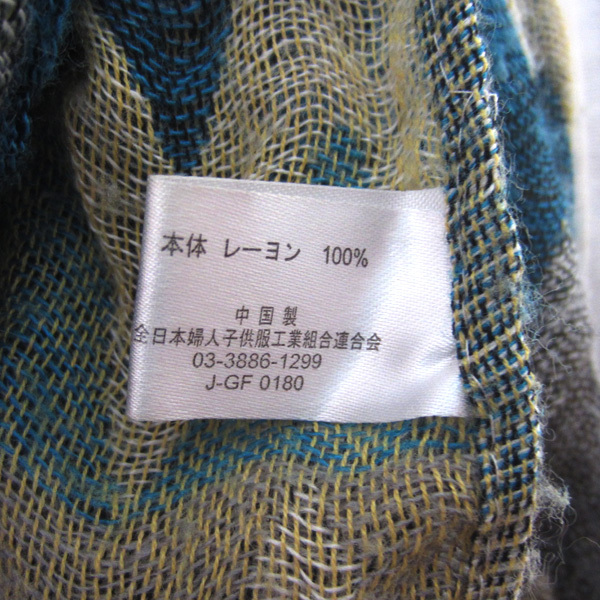 本体 レーヨン 100%
中国製
全日本婦人子供服工業組合連合会
03-3886-1299
J-GF 0180